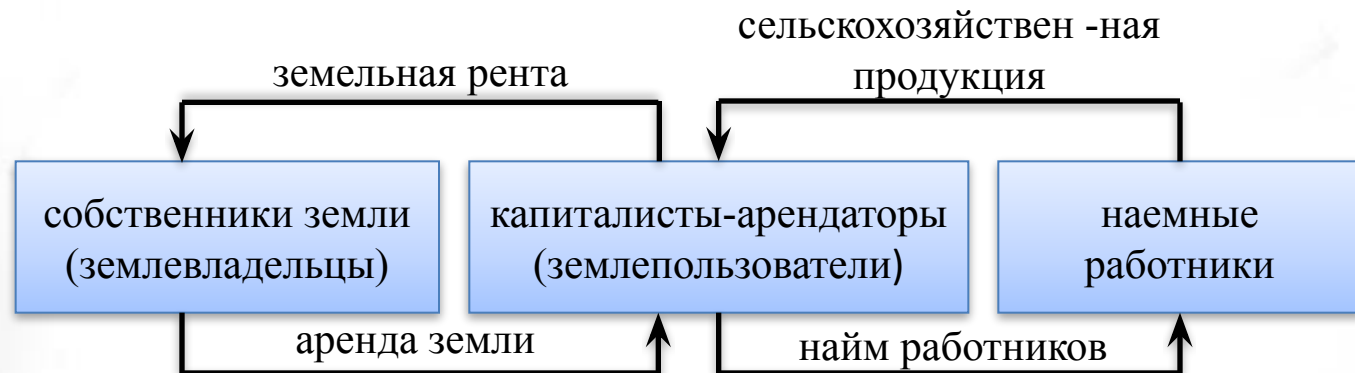 сельскохозяйствен -ная
продукция
земельная рента
собственники земли
(землевладельцы)
капиталисты-арендаторы
(землепользователи)
наемные
работники
аренда земли
найм работников